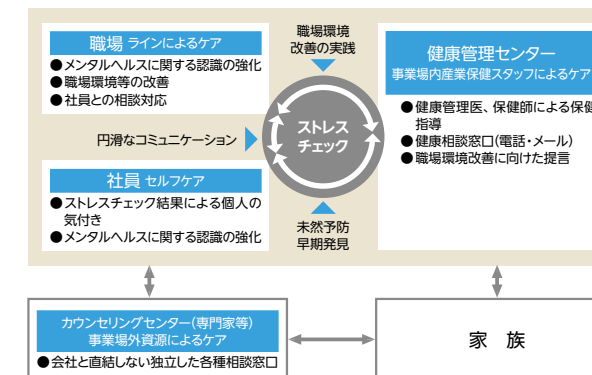 職場 ラインによるケア
●メンタルヘルスに関する認識の強化
●職場環境等の改善
●社員との相談対応
円滑なコミュニケーション
社員 セルフケア
●ストレスチェック結果による個人の
気付き
●メンタルヘルスに関する認識の強化
職場環境
改善の実践
ストレス
チェック
未然予防
早期発見
健康管理センター
事業場内産業保健スタッフによるケア
●健康管理医、保健師による保健
指導
●健康相談窓口(電話・メール)
●職場環境改善に向けた提言
カウンセリングセンター(専門家等)
事業場外資源によるケア
●会社と直結しない独立した各種相談窓口
家 族